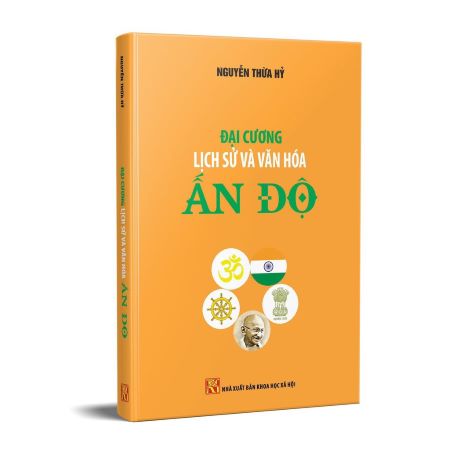 NGUYỄN THỪA HỶ
ĐẠI CƯƠNG
LỊCH SỬ VÀ VĂN HÓA
ẤN ĐỘ
NHÀ XUẤT BẢN KHOA HỌC XÃ HỘI
NGUYỄN THỪA HỶ
ĐẠI CƯƠNG LỊCH SỬ VÀ VĂN HÓA ẤN ĐỘ
ॐ